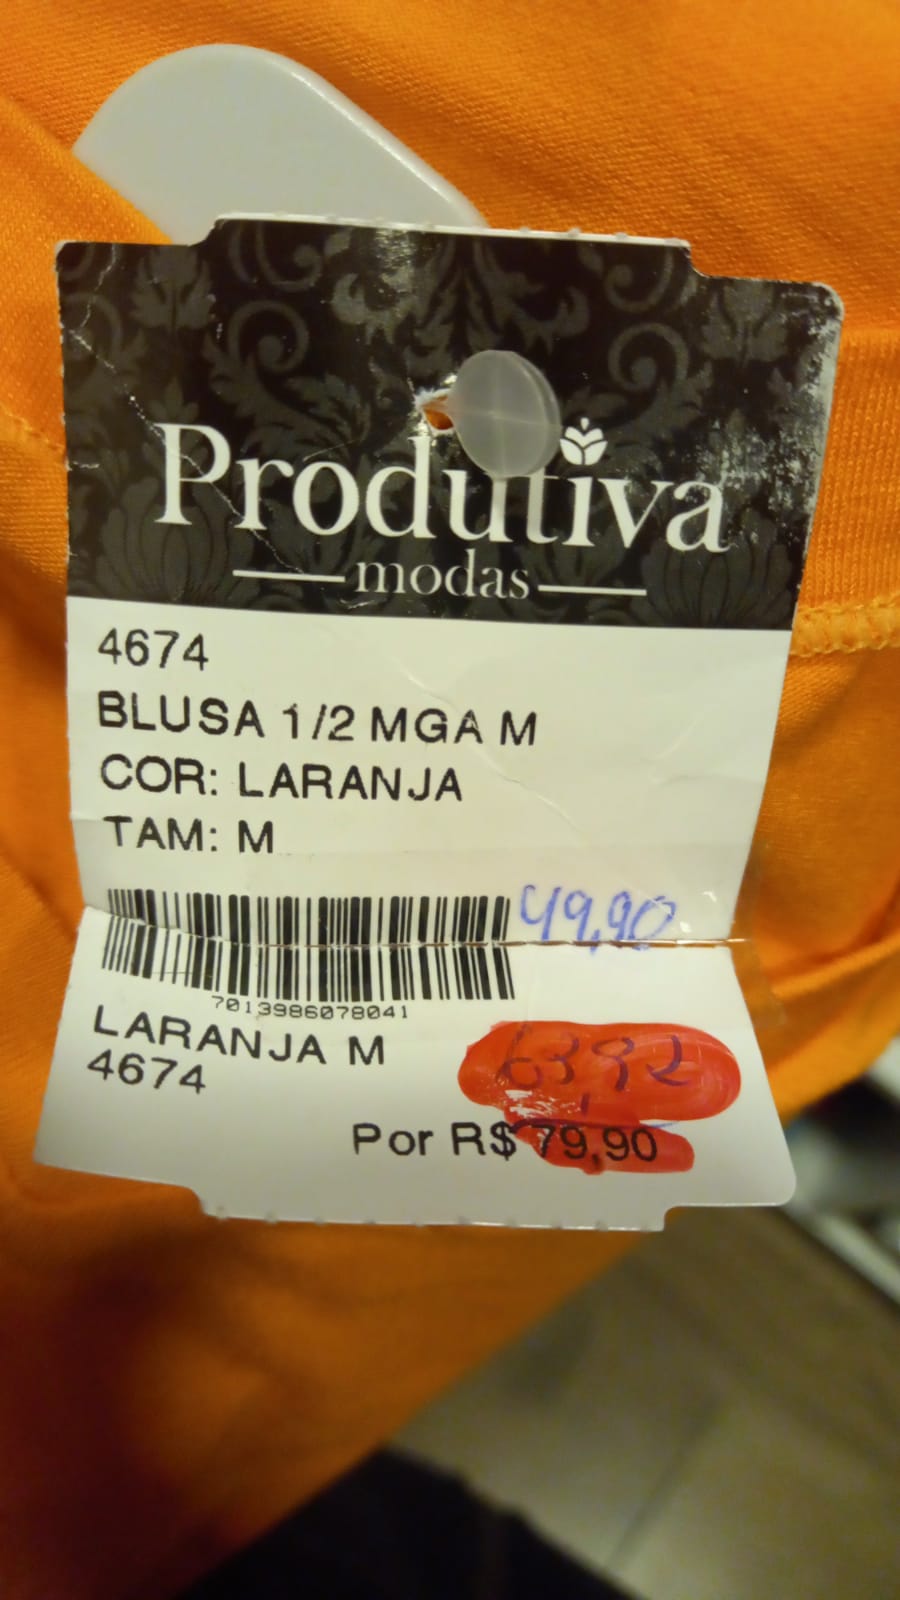 Produtiva
modas
4674
BLUSA 1/2 MGA M
COR: LARANJA
TAM: M
49,90
7013986078041
LARANJA M
4674
63,92
Por R$ 79,90